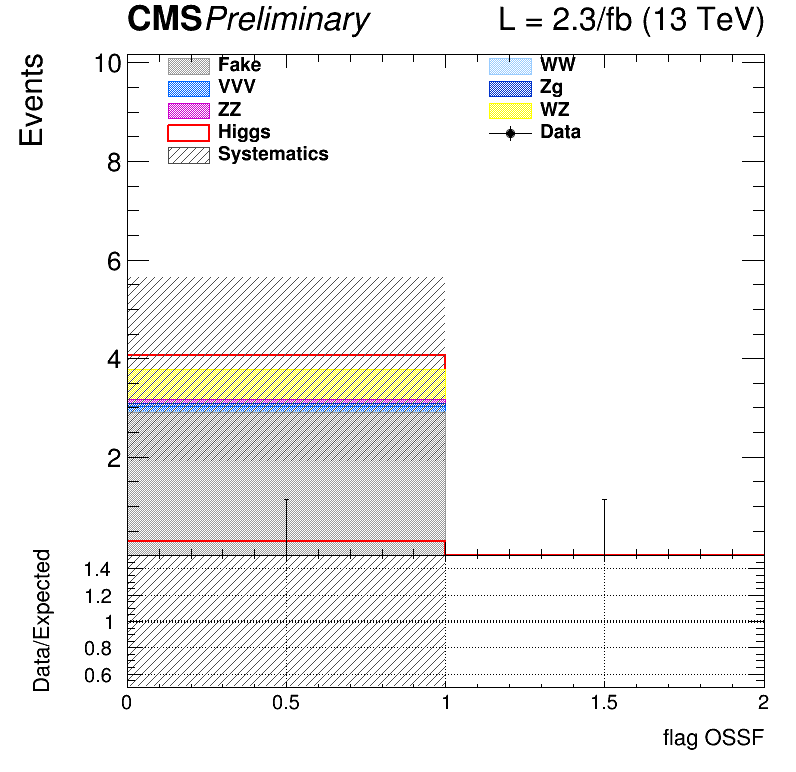 CMS Preliminary L = 2.3/fb (13 TeV)
Events
10
8
6
4
2
Fake
VVV
ZZ
Higgs
Systematics
WW
Zg
WZ
Data
Data/Expected
1.4
1.2
1
0.8
0.6
0 0.5 1 1.5 2
flag OSSF